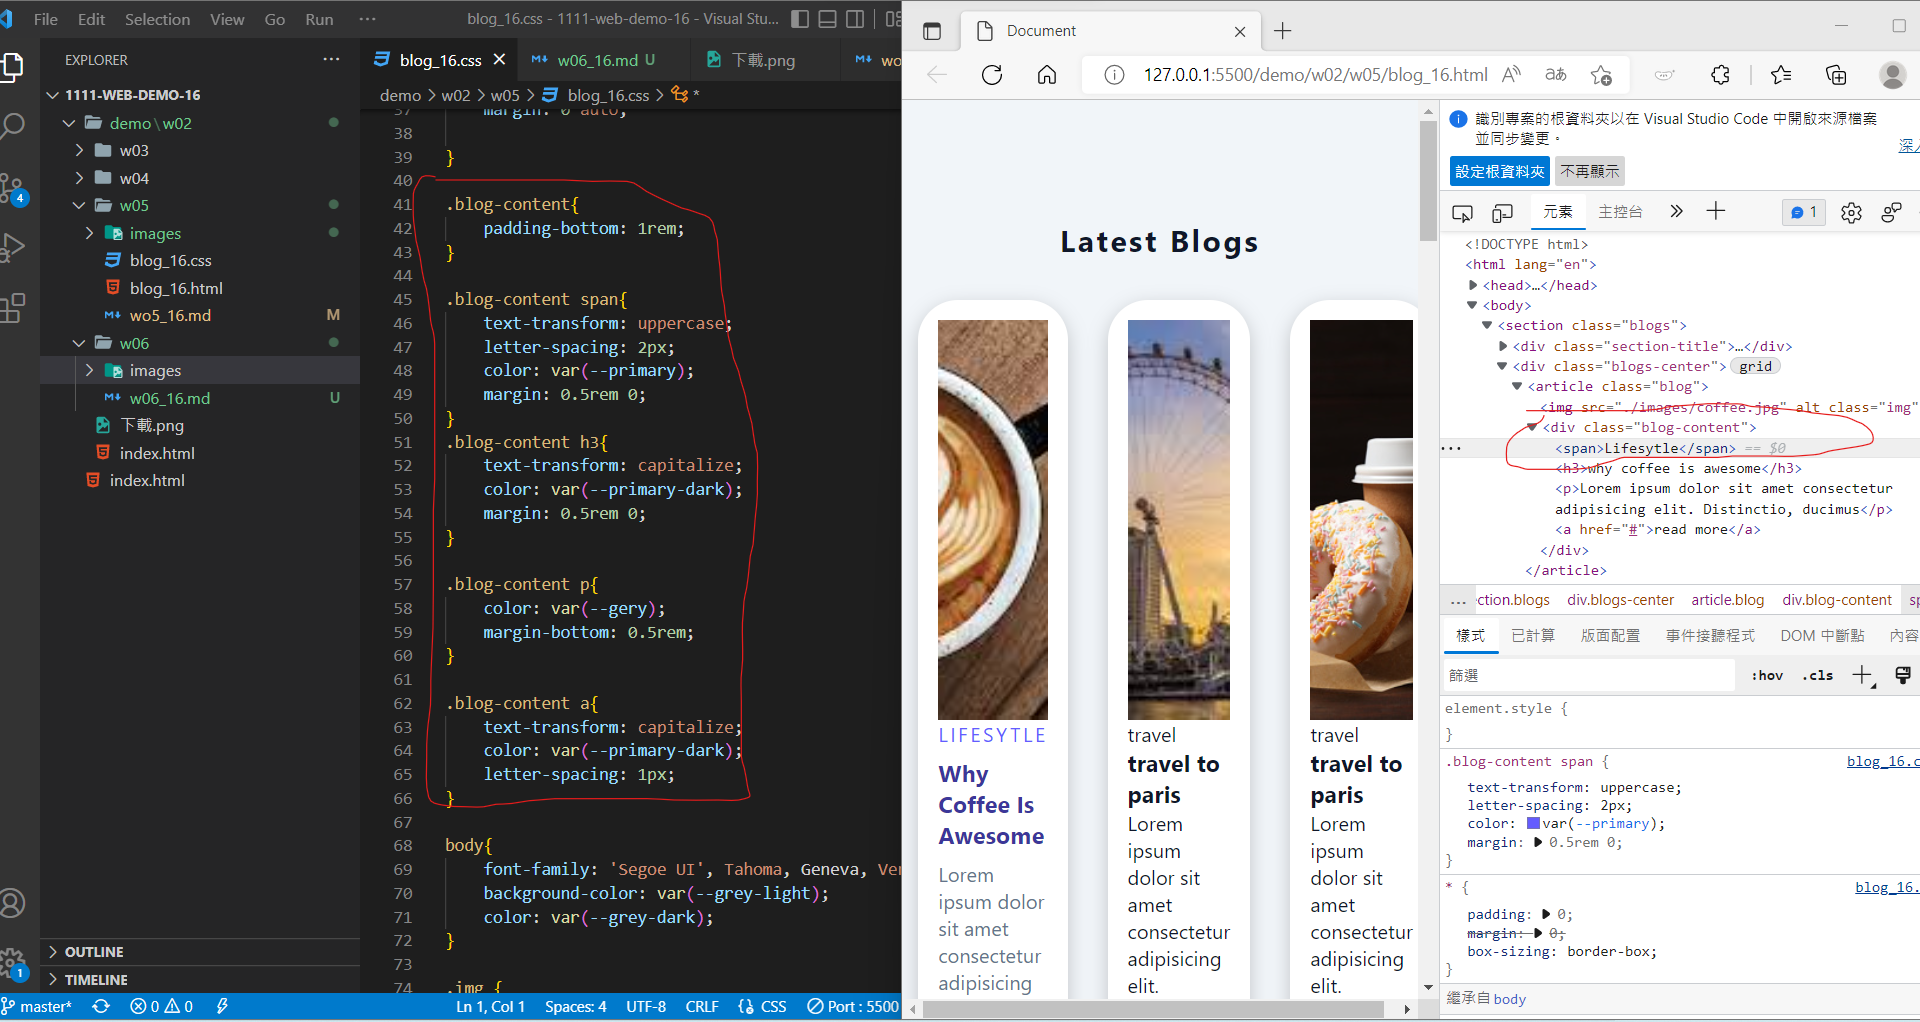 File Edit Selection View Go Run ··· blog_16.css - 1111-web-demo-16 - Visual Stu...
EXPLORER ···
1111-WEB-DEMO-16
demo\w02
w03
w04
w05
images
blog_16.css
blog_16.html
wo5_16.md M
w06
images
w06_16.md U
下載.png
index.html
index.html
OUTLINE
TIMELINE
4
1
blog_16.css w06_16.md U 下載.png wo
demo > w02 > w05 > blog_16.css > *
37 margin: 0 auto;
38
39 }
40
41 .blog-content{
42 padding-bottom: 1rem;
43 }
44
45 .blog-content span{
46 text-transform: uppercase;
47 letter-spacing: 2px;
48 color: var(--primary);
49 margin: 0.5rem 0;
50 }
51 .blog-content h3{
52 text-transform: capitalize;
53 color: var(--primary-dark);
54 margin: 0.5rem 0;
55 }
56
57 .blog-content p{
58 color: var(--gery);
59 margin-bottom: 0.5rem;
60 }
61
62 .blog-content a{
63 text-transform: capitalize;
64 color: var(--primary-dark);
65 letter-spacing: 1px;
66 }
67
68 body{
69 font-family: 'Segoe UI', Tahoma, Geneva, Ver
70 background-color: var(--grey-light);
71 color: var(--grey-dark);
72 }
73
74 .img {
master* 0 0 Ln 1, Col 1 Spaces: 4 UTF-8 CRLF CSS Port : 5500
Document
127.0.0.1:5500/demo/w02/w05/blog_16.html
Latest Blogs
LIFESYTLE
Why
Coffee Is
Awesome
Lorem
ipsum dolor
sit amet
consectetur
adipisicing
travel
travel to
paris
Lorem
ipsum
dolor sit
amet
consectetur
adipisicing
elit.
travel
travel to
paris
Lorem
ipsum
dolor sit
amet
consectetur
adipisicing
elit.
識別專案的根資料夾以在 Visual Studio Code 中開啟來源檔案
並同步變更。
深入
設定根資料夾 不再顯示
元素 主控台 1
<!DOCTYPE html>
<html lang="en">
<head>…</head>
<body>
<section class="blogs">
<div class="section-title">…</div>
<div class="blogs-center"> grid
<article class="blog">
<img src="./images/coffee.jpg" alt class="img"
<div class="blog-content">
··· <span>Lifesytle</span> == $0
<h3>why coffee is awesome</h3>
<p>Lorem ipsum dolor sit amet consectetur
adipisicing elit. Distinctio, ducimus</p>
<a href="#">read more</a>
</div>
</article>
... ction.blogs div.blogs-center article.blog div.blog-content sp
樣式 已計算 版面配置 事件接聽程式 DOM 中斷點 內容
篩選 :hov .cls
element.style {
}
.blog-content span { blog_16.c
text-transform: uppercase;
letter-spacing: 2px;
color: var(--primary);
margin: 0.5rem 0;
}
* { blog_16.
padding: 0;
margin: 0;
box-sizing: border-box;
}
繼承自 body